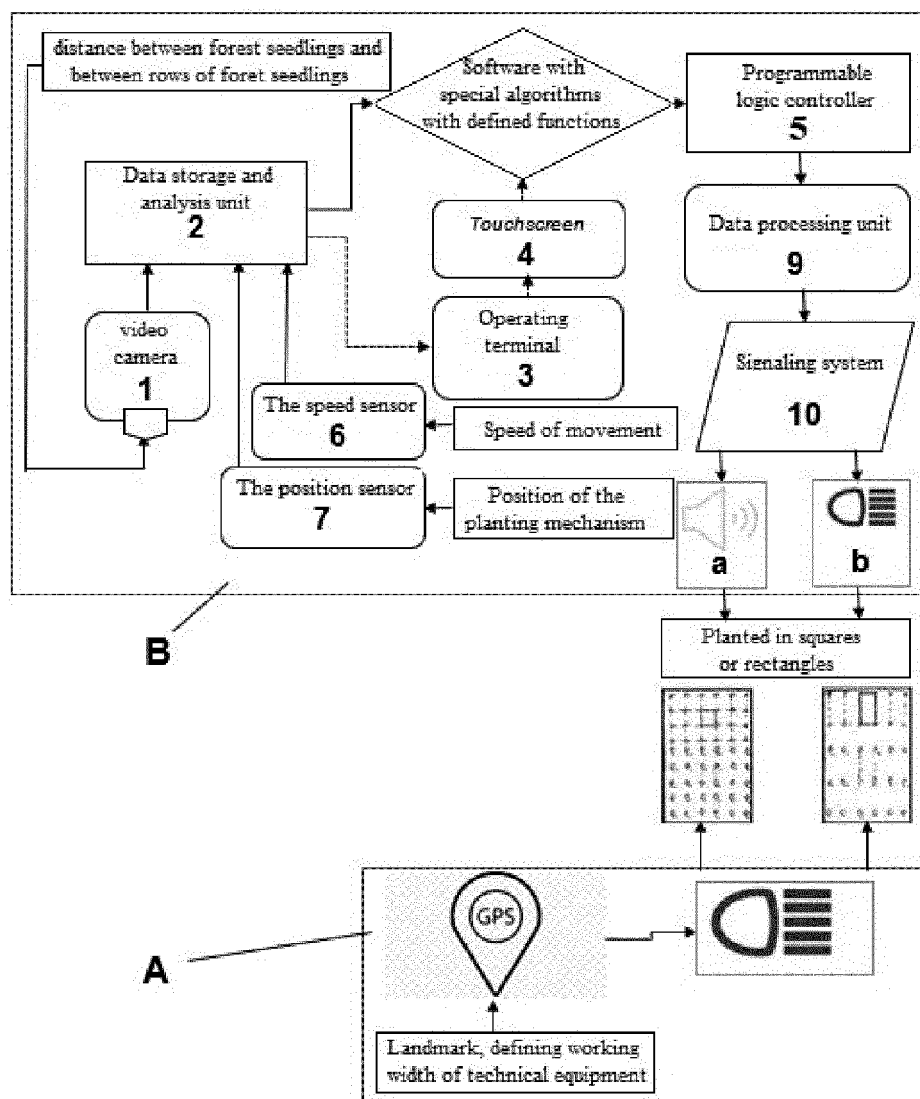 distance between forest seedlings and
between rows of foret seedlings
Software with
special algorithms
with defined functions
Programmable
logic controller
5
Data storage and
analysis unit
2
Touchscreen
4
Data processing unit
9
video
camera
1
Operating
terminal
3
Signaling system
10
The speed sensor
6
Speed of movement
The position sensor
7
Position of the
planting mechanism
a
b
B
Planted in squares
or rectangles
GPS
A
Landmark, defining working
width of technical equipment